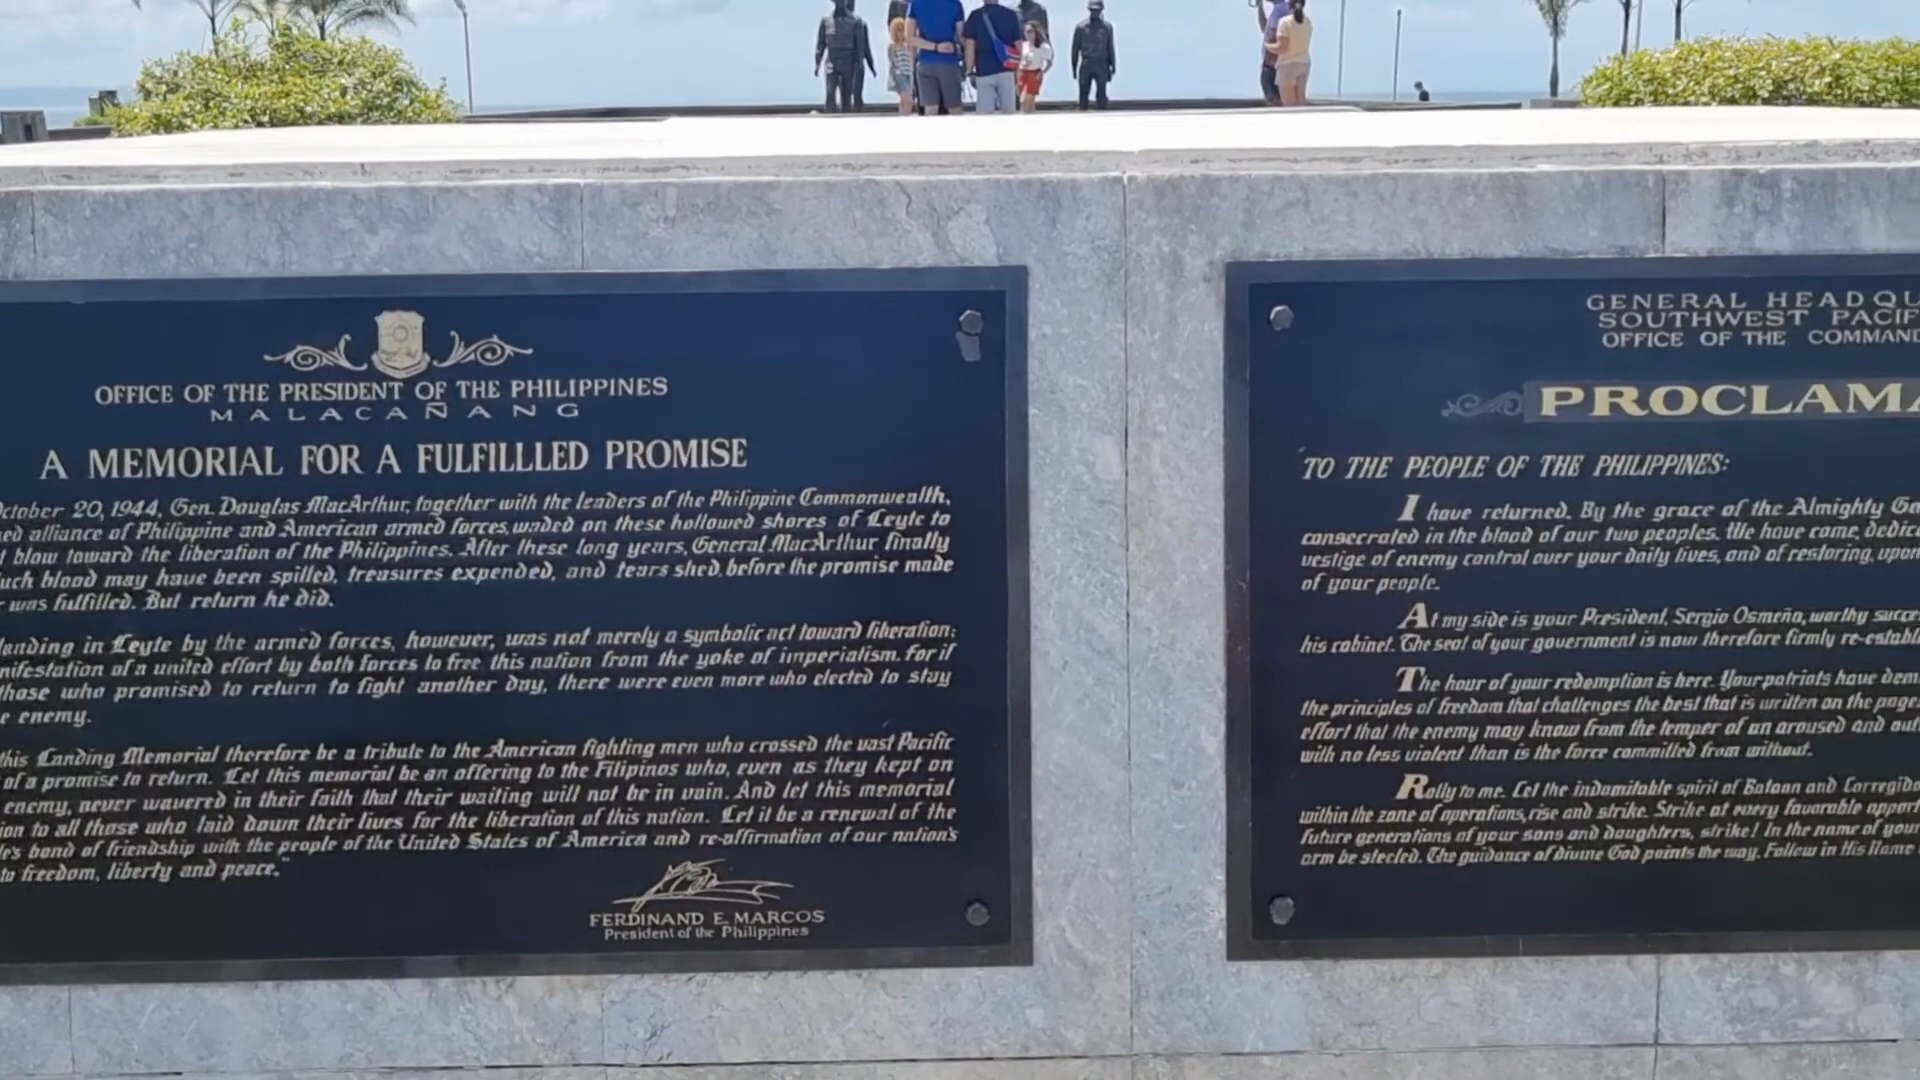 OFFICE OF THE PRESIDENT OF THE PHILIPPINES
MALACAÑANG
A MEMORIAL FOR A FULFILLLED PROMISE
October 20, 1944, Gen. Douglas MacArthur, together with the leaders of the Philippine Commonwealth,
alliance of Philippine and American armed forces, waded on these hollowed shores of Leyte to
blow toward the liberation of the Philippines. After these long years, General MacArthur finally
uch blood may have been spilled, treasures expended, and tears shed, before the promise made
was fulfilled. But return he did.
landing in Leyte by the armed forces, however, was not merely a symbolic act toward liberation;
nifestation of a united effort by both forces to free this nation from the yoke of imperialism. For if
those who promised to return to fight another day, there were even more who elected to stay
e enemy.
this Landing Memorial therefore be a tribute to the American fighting men who crossed the vast Pacific
of a promise to return. Let this memorial be an offering to the Filipinos who, even as they kept on
enemy, never wavered in their faith that their waiting will not be in vain. And let this memorial
ion to all those who laid down their lives for the liberation of this nation. Let it be a renewal of the
le's bond of friendship with the people of the United States of America and re-affirmation of our nation's
to freedom, liberty and peace."
FERDINAND E. MARCOS
President of the Philippines
GENERAL HEADQU
SOUTHWEST PACIF
OFFICE OF THE COMMAND
PROCLAMA
TO THE PEOPLE OF THE PHILIPPINES:
I have returned. By the grace of the Almighty Go
consecrated in the blood of our two peoples. We have come, dedic
vestige of enemy control over your daily lives, and of restoring, upon
of your people.
At my side is your President, Sergio Osmeña, worthy succe
his cabinet. The seat of your government is now therefore firmly re-establ
The hour of your redemption is here. Your patriots have dem
the principles of freedom that challenges the best that is written on the page
effort that the enemy may know from the temper of an aroused and out
with no less violent than is the force committed from without.
Rally to me. Let the indomitable spirit of Bataan and Corregido
within the zone of operations, rise and strike. Strike at every favorable opport
future generations of your sons and daughters, strike! In the name of your
arm be steeled. The guidance of divine God points the way. Follow in His Name